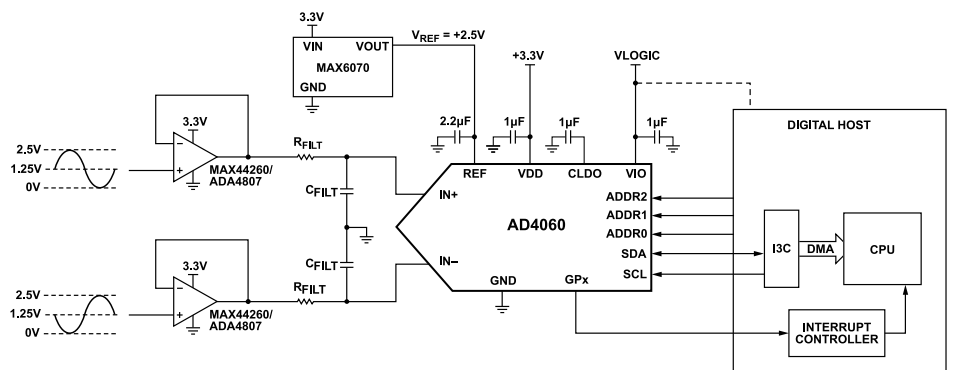 3.3V
VIN VOUT
MAX6070
GND
VREF = +2.5V
+3.3V
VLOGIC
2.2µF
1µF
1µF
1µF
DIGITAL HOST
3.3V
2.5V
1.25V
0V
MAX44260/
ADA4807
RFILT
CFILT
REF VDD CLDO VIO
IN+
AD4060
IN–
ADDR2
ADDR1
ADDR0
SDA
SCL
GND GPx
I3C
DMA
CPU
INTERRUPT
CONTROLLER
CFILT
RFILT
3.3V
2.5V
1.25V
0V
MAX44260/
ADA4807